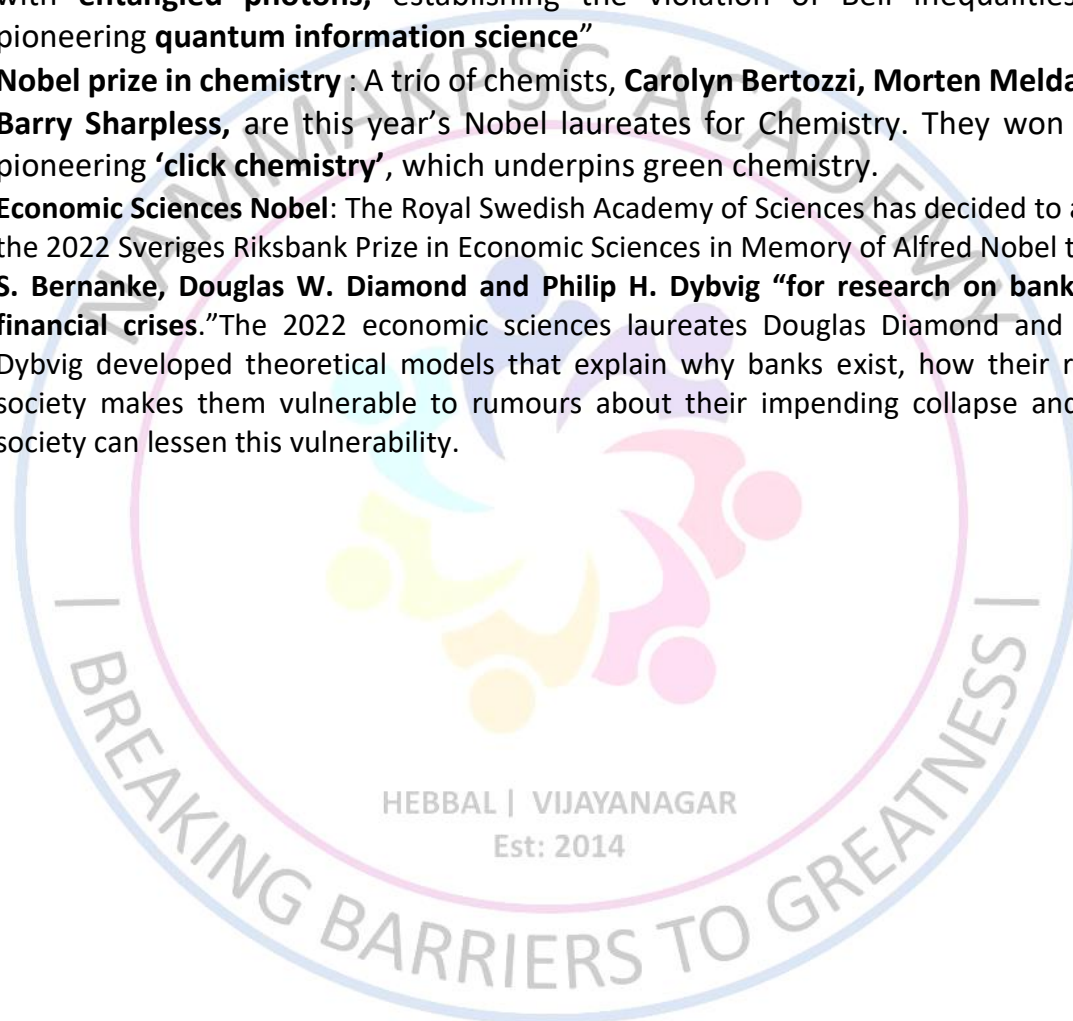 with entangled photons, establishing the violation of Bell inequalities
pioneering quantum information science”
Nobel prize in chemistry : A trio of chemists, Carolyn Bertozzi, Morten Melda
Barry Sharpless, are this year’s Nobel laureates for Chemistry. They won
pioneering ‘click chemistry’, which underpins green chemistry.
Economic Sciences Nobel: The Royal Swedish Academy of Sciences has decided to a
the 2022 Sveriges Riksbank Prize in Economic Sciences in Memory of Alfred Nobel t
S. Bernanke, Douglas W. Diamond and Philip H. Dybvig “for research on bank
financial crises.”The 2022 economic sciences laureates Douglas Diamond and
Dybvig developed theoretical models that explain why banks exist, how their r
society makes them vulnerable to rumours about their impending collapse and
society can lessen this vulnerability.
NAMMAKPSC ACADEMY
HEBBAL | VIJAYANAGAR
Est: 2014
| BREAKING BARRIERS TO GREATNESS |